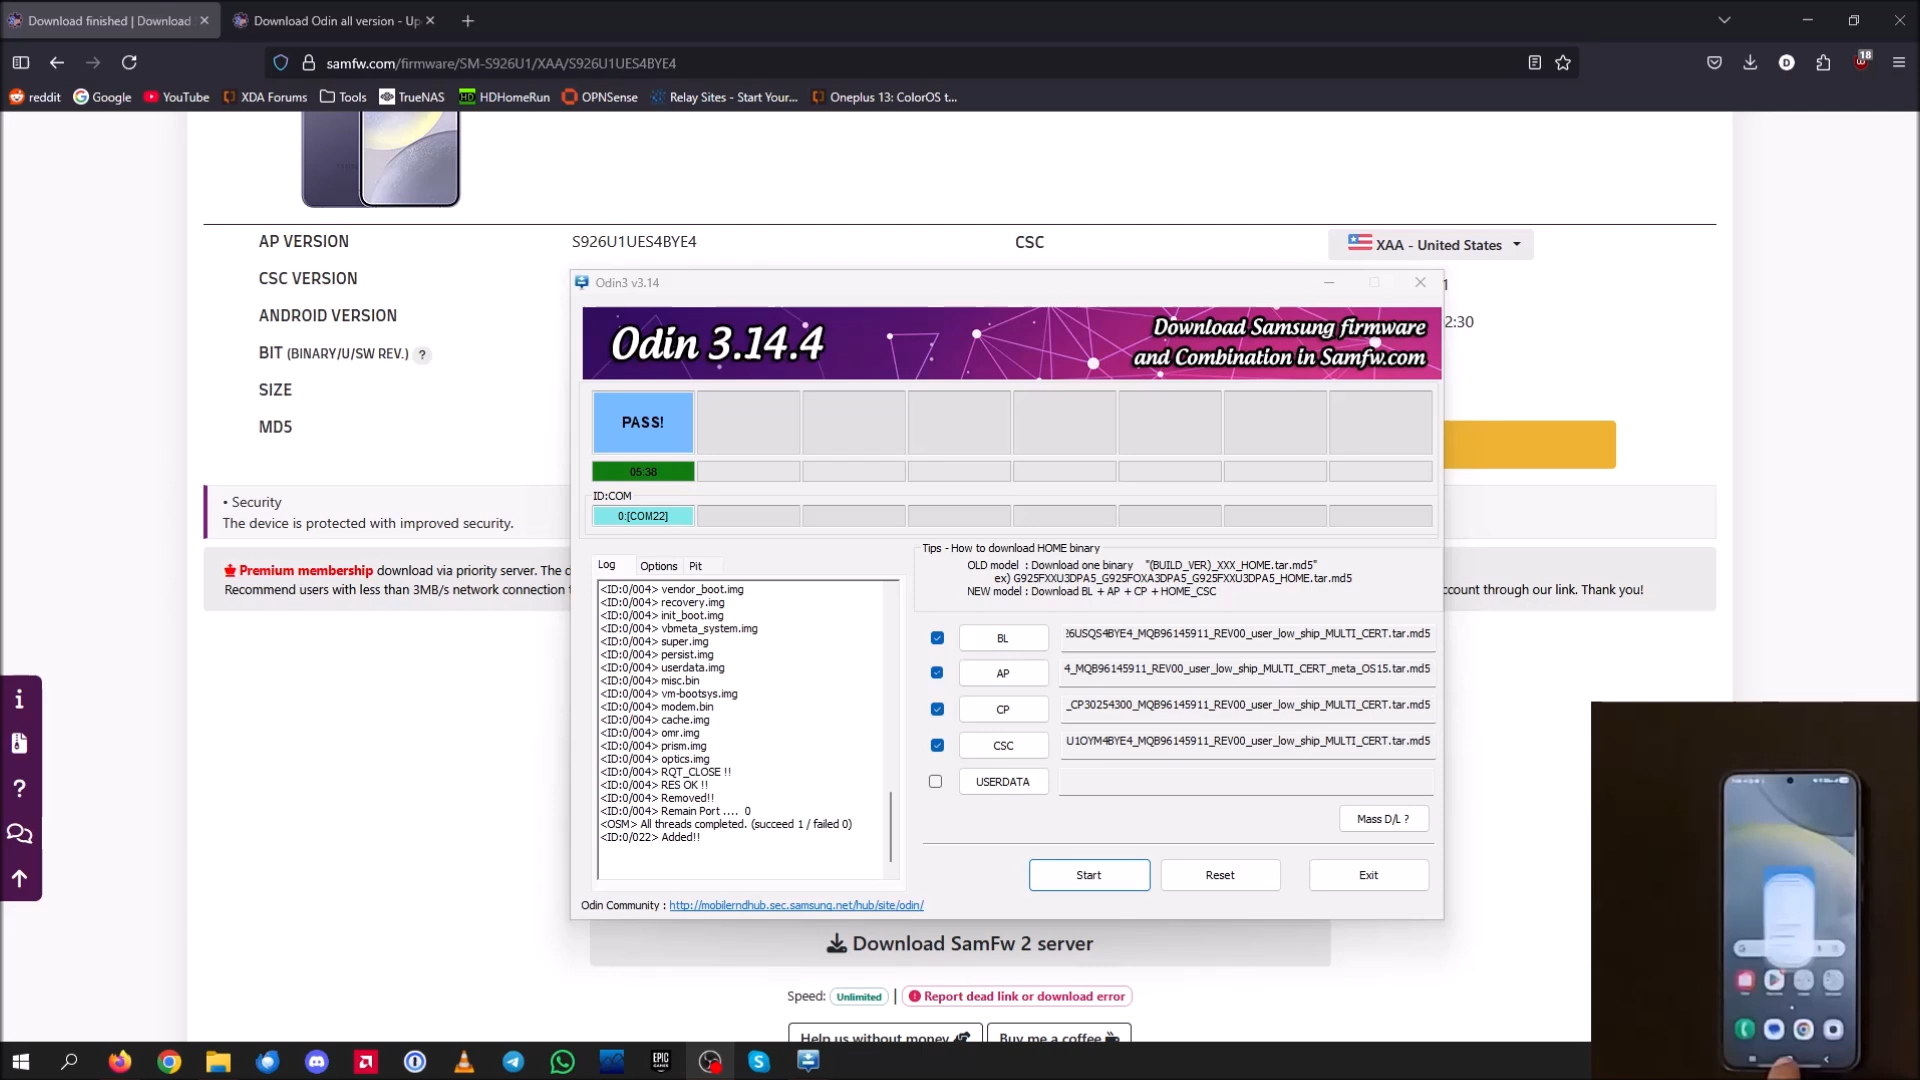 Download finished | Download
Download Odin all version - Up
samfw.com/firmware/SM-S926U1/XAA/S926U1UES4BYE4
18
reddit
Google
YouTube
XDA Forums
Tools
TrueNAS
HDHomeRun
OPNSense
Relay Sites - Start Your...
Oneplus 13: ColorOS t...
AP VERSION
S926U1UES4BYE4
CSC
XAA - United States
CSC VERSION
1
ANDROID VERSION
2:30
BIT (BINARY/U/SW REV.) ?
SIZE
MD5
• Security
The device is protected with improved security.
Premium membership download via priority server. The d
Recommend users with less than 3MB/s network connection t
ccount through our link. Thank you!
Odin3 v3.14
Odin 3.14.4
Download Samsung firmware
and Combination in Samfw.com
PASS!
05:38
ID:COM
0:[COM22]
Log
Options
Pit
<ID:0/004> vendor_boot.img
<ID:0/004> recovery.img
<ID:0/004> init_boot.img
<ID:0/004> vbmeta_system.img
<ID:0/004> super.img
<ID:0/004> persist.img
<ID:0/004> userdata.img
<ID:0/004> misc.bin
<ID:0/004> vm-bootsys.img
<ID:0/004> modem.bin
<ID:0/004> cache.img
<ID:0/004> omr.img
<ID:0/004> prism.img
<ID:0/004> optics.img
<ID:0/004> RQT_CLOSE !!
<ID:0/004> RES OK !!
<ID:0/004> Removed!!
<ID:0/004> Remain Port .... 0
<OSM> All threads completed. (succeed 1 / failed 0)
<ID:0/022> Added!!
Tips - How to download HOME binary
OLD model : Download one binary "(BUILD_VER)_XXX_HOME.tar.md5"
ex) G925FXXU3DPA5_G925FOXA3DPA5_G925FXXU3DPA5_HOME.tar.md5
NEW model : Download BL + AP + CP + HOME_CSC
BL
26USQS4BYE4_MQB96145911_REV00_user_low_ship_MULTI_CERT.tar.md5
AP
4_MQB96145911_REV00_user_low_ship_MULTI_CERT_meta_OS15.tar.md5
CP
_CP30254300_MQB96145911_REV00_user_low_ship_MULTI_CERT.tar.md5
CSC
U1OYM4BYE4_MQB96145911_REV00_user_low_ship_MULTI_CERT.tar.md5
USERDATA
Mass D/L ?
Start
Reset
Exit
Odin Community : http://mobilerndhub.sec.samsung.net/hub/site/odin/
Download SamFw 2 server
Speed: Unlimited | Report dead link or download error
Help us without money
Buy me a coffee
EPIC
GAMES